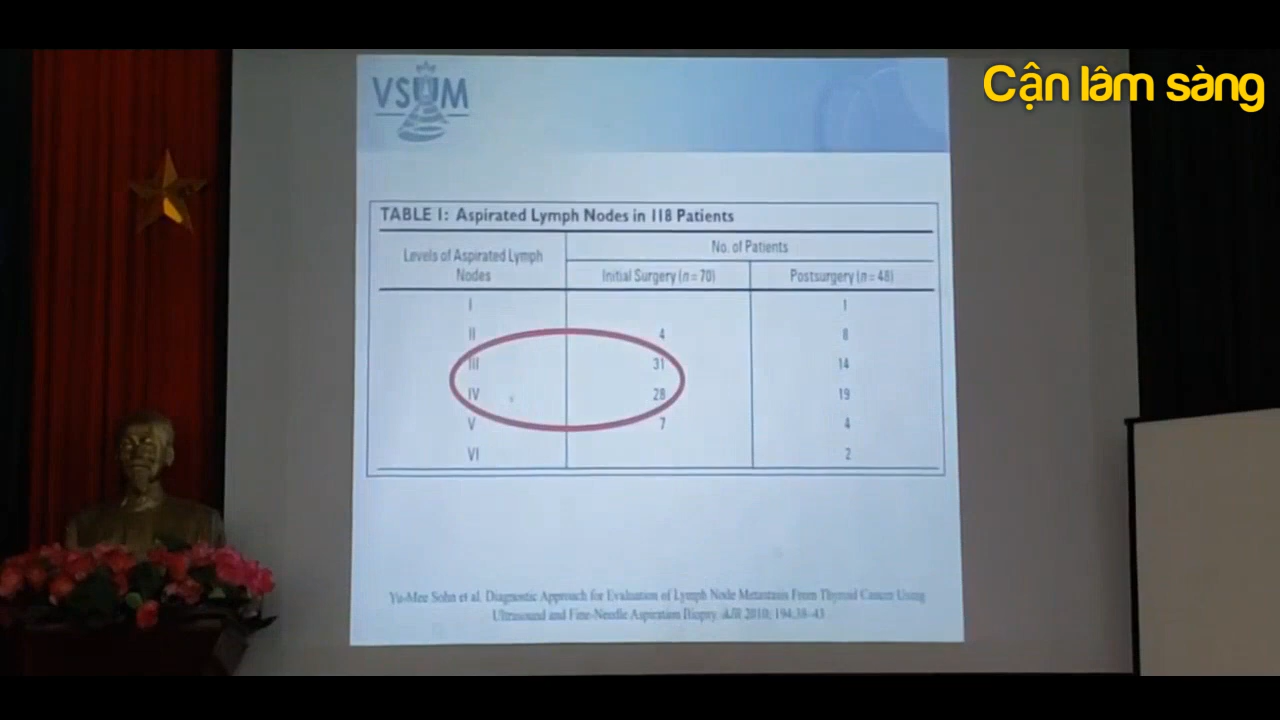 Cận lâm sàng
VSUM
TABLE 1: Aspirated Lymph Nodes in 118 Patients
Levels of Aspirated Lymph Nodes
No. of Patients
Initial Surgery (n = 70)
Postsurgery (n = 48)
I 1
II 4 8
III 31 14
IV 28 19
V 7 4
VI 2
Yu-Mee Sohn et al. Diagnostic Approach for Evaluation of Lymph Node Metastasis From Thyroid Cancer Using
Ultrasound and Fine-Needle Aspiration Biopsy. AJR 2010; 194:38–43